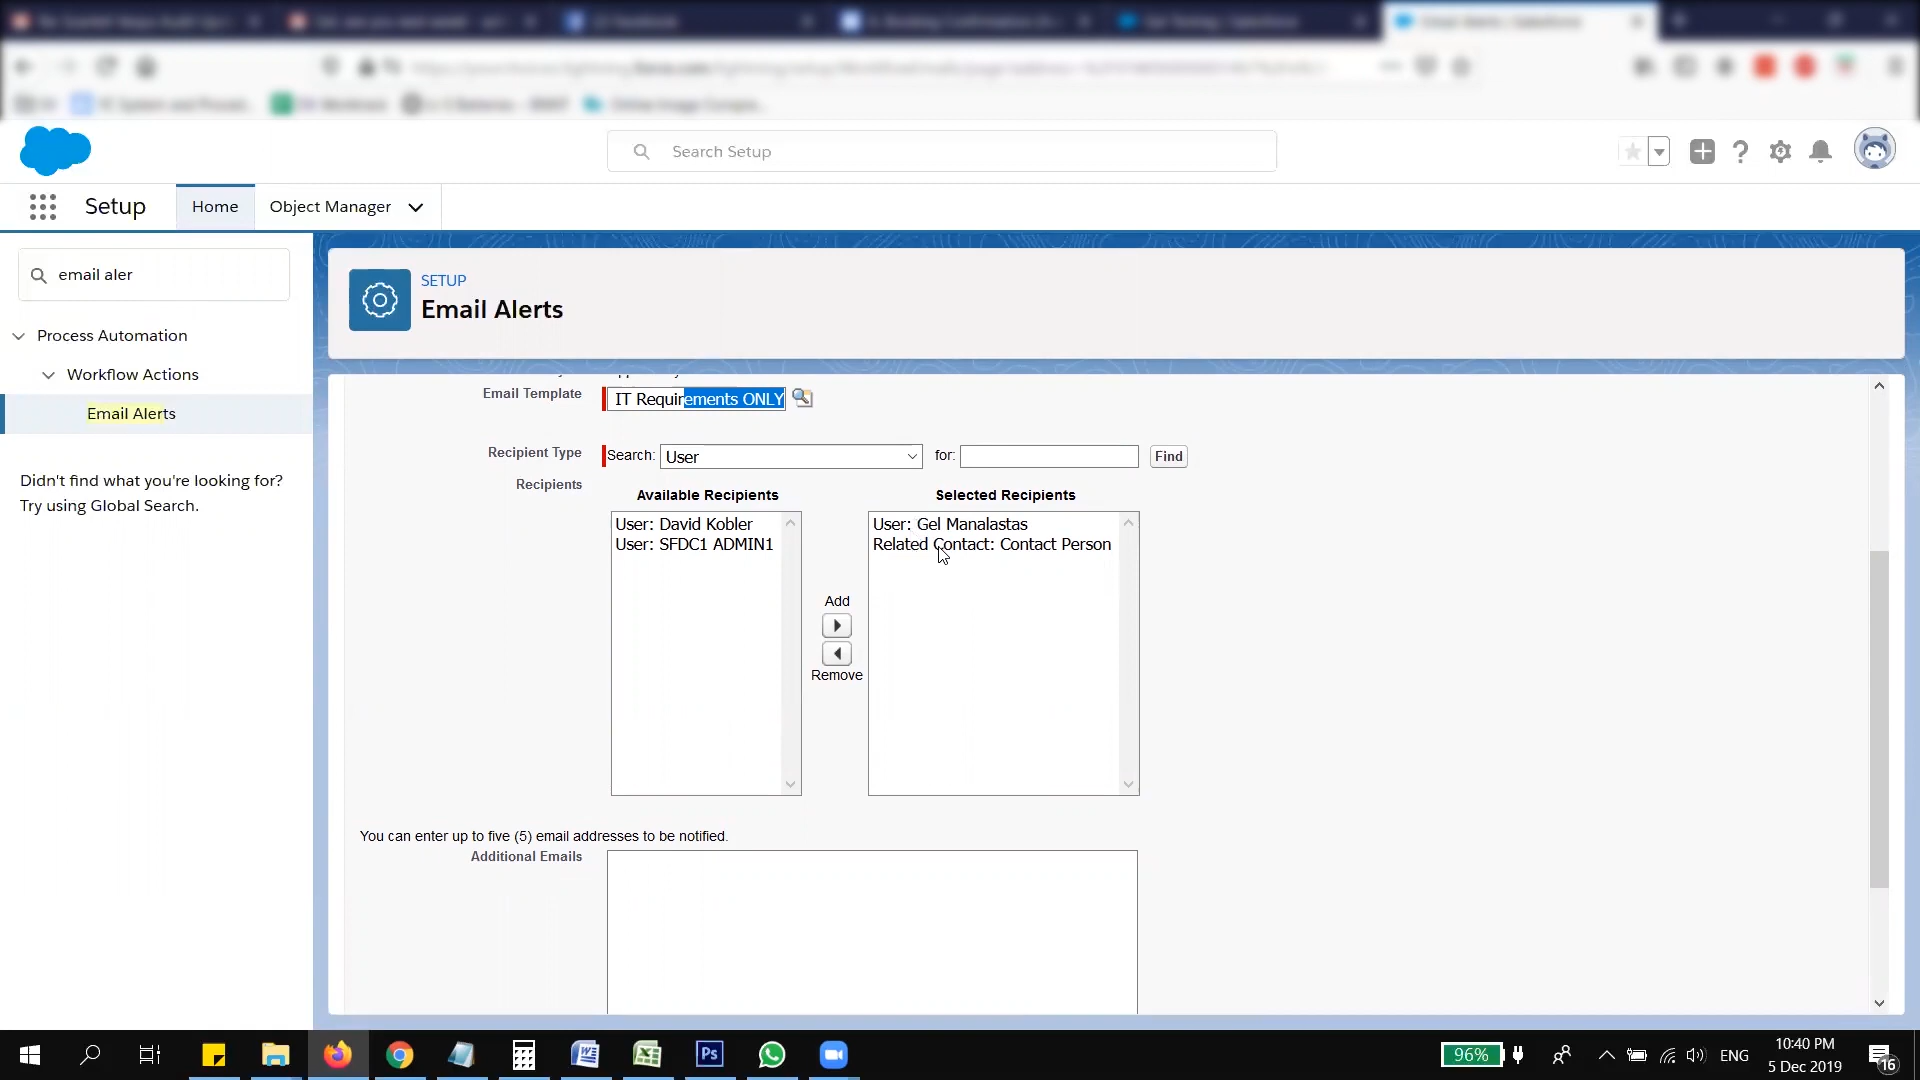 Search Setup
Setup
Home
Object Manager
email aler
Process Automation
Workflow Actions
Email Alerts
Didn't find what you're looking for?
Try using Global Search.
SETUP
Email Alerts
Email Template
IT Requirements ONLY
Recipient Type
Search:
User
for:
Find
Recipients
Available Recipients
User: David Kobler
User: SFDC1 ADMIN1
Add
Remove
Selected Recipients
User: Gel Manalastas
Related Contact: Contact Person
You can enter up to five (5) email addresses to be notified.
Additional Emails
96%
ENG
10:40 PM
5 Dec 2019
16